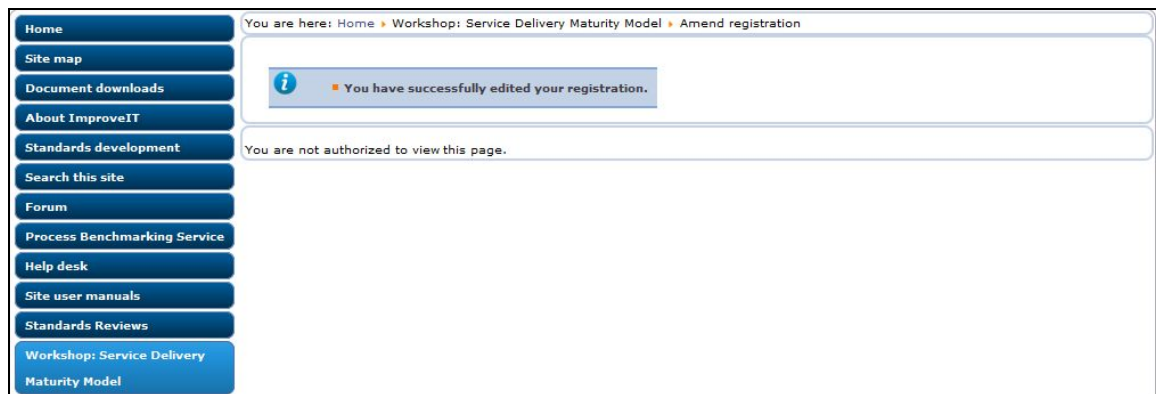 Home
Site map
Document downloads
About ImproveIT
Standards development
Search this site
Forum
Process Benchmarking Service
Help desk
Site user manuals
Standards Reviews
Workshop: Service Delivery
Maturity Model
You are here: Home Workshop: Service Delivery Maturity Model Amend registration
You have successfully edited your registration.
You are not authorized to view this page.